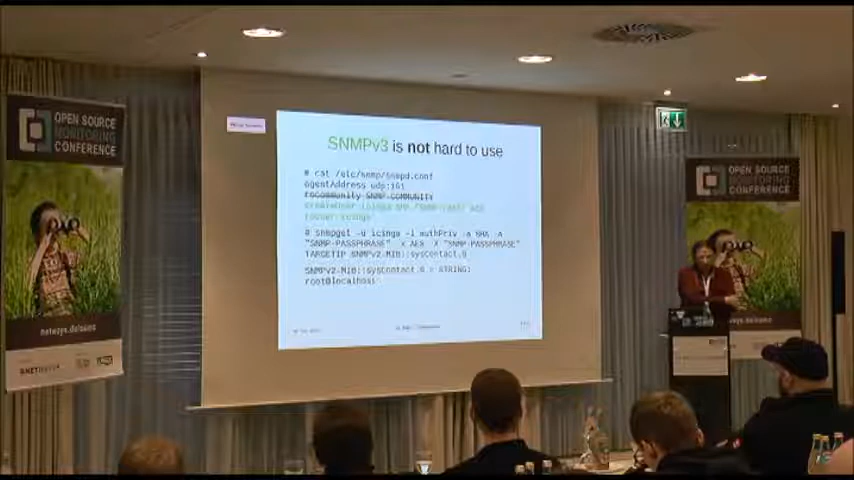 OPEN SOURCE
MONITORING
CONFERENCE
netways.de/osmc
SNMPv3 is not hard to use
# cat /etc/snmp/snmpd.conf
agentAddress udp:161
rocommunity SNMP-COMMUNITY
rouser icinga
# snmpget -u icinga -l authPriv -a SHA -A
"SNMP-PASSPHRASE" -x AES -X "SNMP-PASSPHRASE"
TARGETIP SNMPv2-MIB::sysContact.0
SNMPv2-MIB::sysContact.0 = STRING:
root@localhost
OPEN SOURCE
MONITORING
CONFERENCE